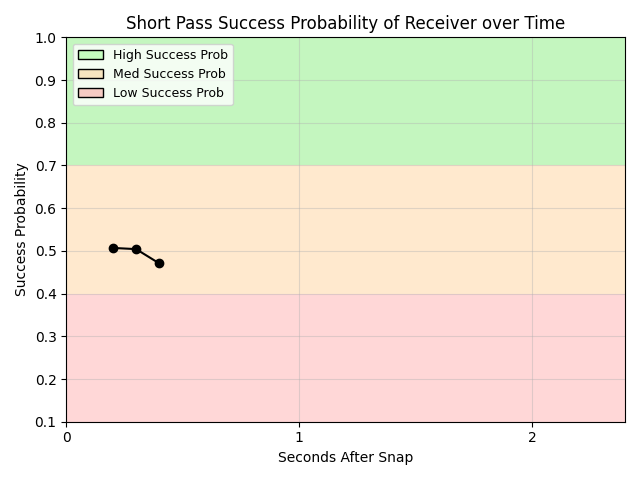 Short Pass Success Probability of Receiver over Time
1.0
0.9
0.8
0.7
0.6
0.5
0.4
0.3
0.2
0.1
Success Probability
High Success Prob
Med Success Prob
Low Success Prob
0 1 2
Seconds After Snap